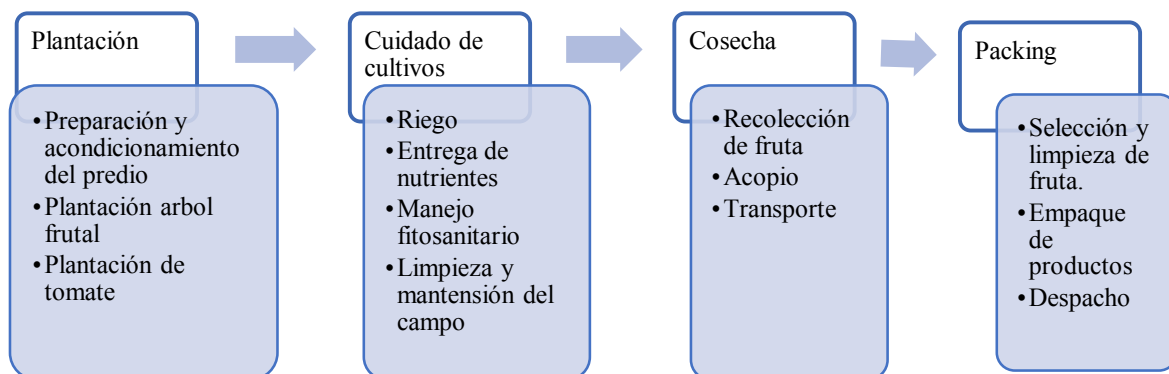 Plantación
•Preparación y
acondicionamiento
del predio
•Plantación arbol
frutal
•Plantación de
tomate
Cuidado de
cultivos
•Riego
•Entrega de
nutrientes
•Manejo
fitosanitario
•Limpieza y
mantensión del
campo
Cosecha
•Recolección
de fruta
•Acopio
•Transporte
Packing
•Selección y
limpieza de
fruta.
•Empaque
de
productos
•Despacho